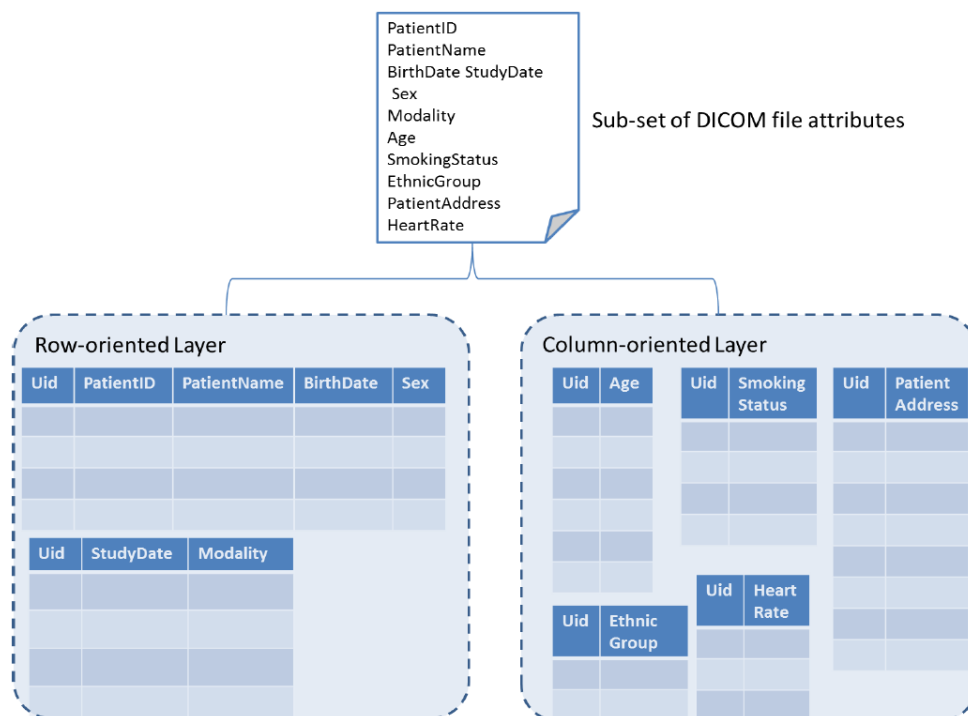 PatientID
PatientName
BirthDate StudyDate
Sex
Modality
Age
SmokingStatus
EthnicGroup
PatientAddress
HeartRate
Sub-set of DICOM file attributes
Row-oriented Layer
Uid PatientID PatientName BirthDate Sex
Uid StudyDate Modality
Column-oriented Layer
Uid Age
Uid Smoking
Status
Uid Patient
Address
Uid Ethnic
Group
Uid Heart
Rate